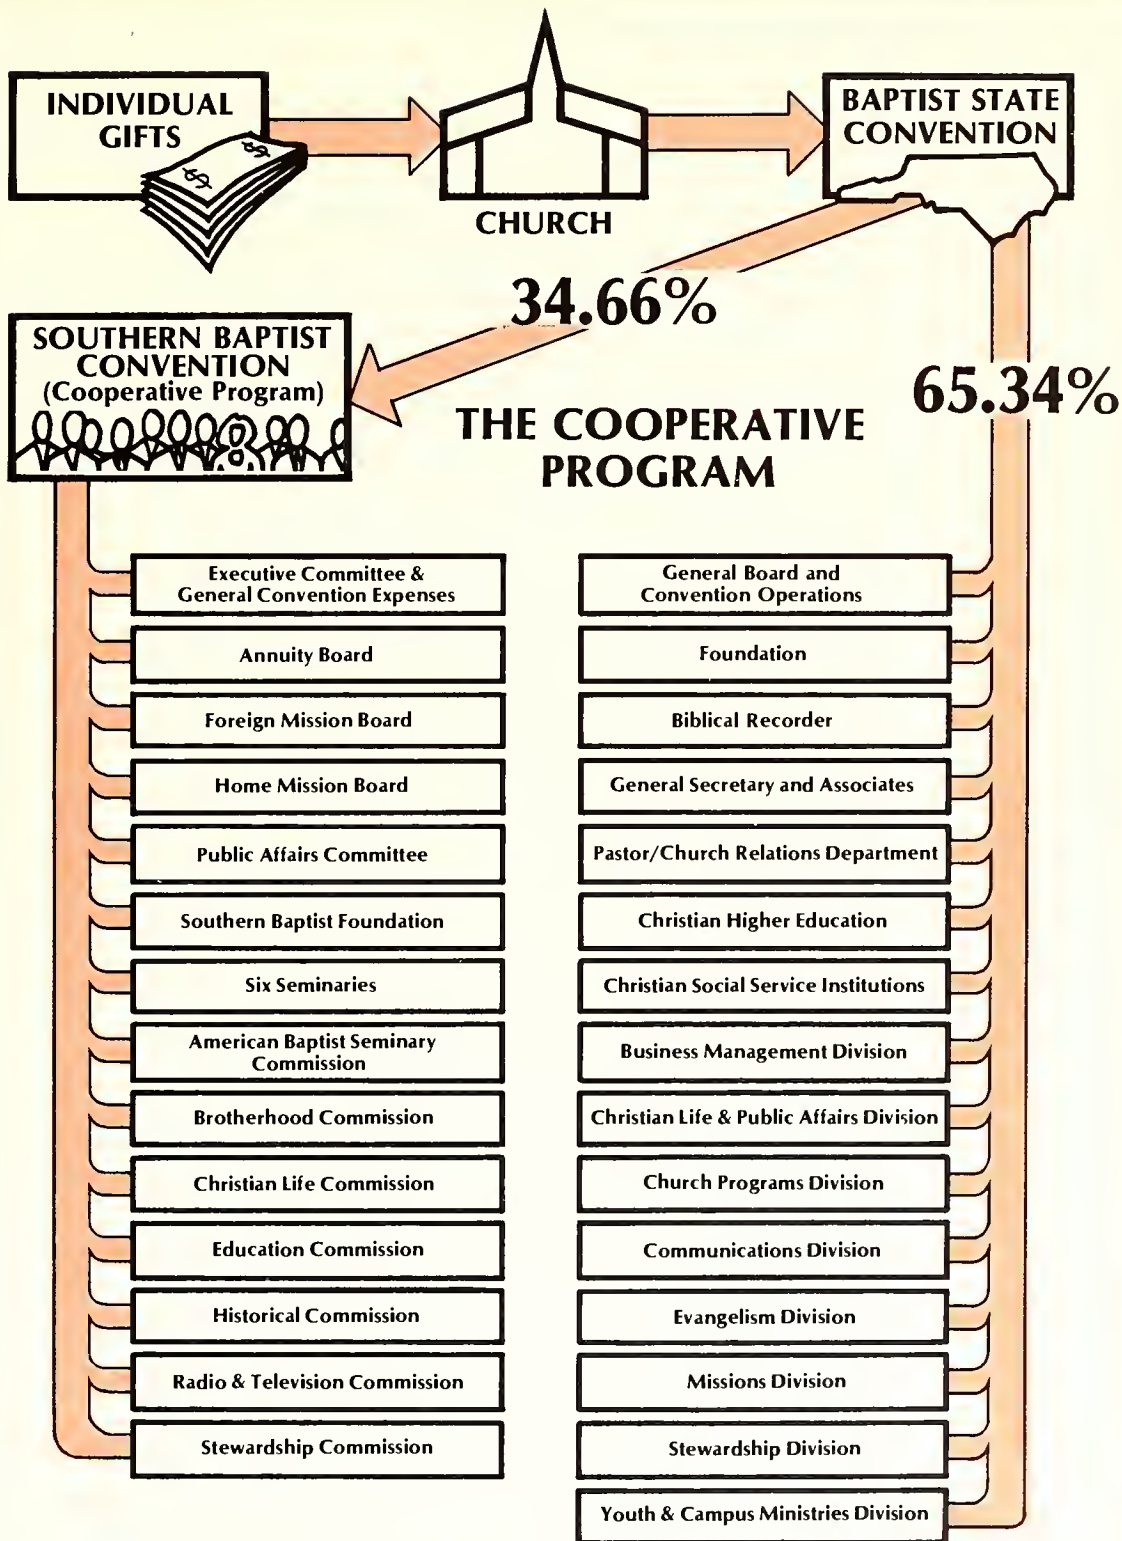 INDIVIDUAL
GIFTS
$
$
CHURCH
BAPTIST STATE
CONVENTION
34.66%
65.34%
SOUTHERN BAPTIST
CONVENTION
(Cooperative Program)
THE COOPERATIVE
PROGRAM
Executive Committee &
General Convention Expenses
Annuity Board
Foreign Mission Board
Home Mission Board
Public Affairs Committee
Southern Baptist Foundation
Six Seminaries
American Baptist Seminary
Commission
Brotherhood Commission
Christian Life Commission
Education Commission
Historical Commission
Radio & Television Commission
Stewardship Commission
General Board and
Convention Operations
Foundation
Biblical Recorder
General Secretary and Associates
Pastor/Church Relations Department
Christian Higher Education
Christian Social Service Institutions
Business Management Division
Christian Life & Public Affairs Division
Church Programs Division
Communications Division
Evangelism Division
Missions Division
Stewardship Division
Youth & Campus Ministries Division